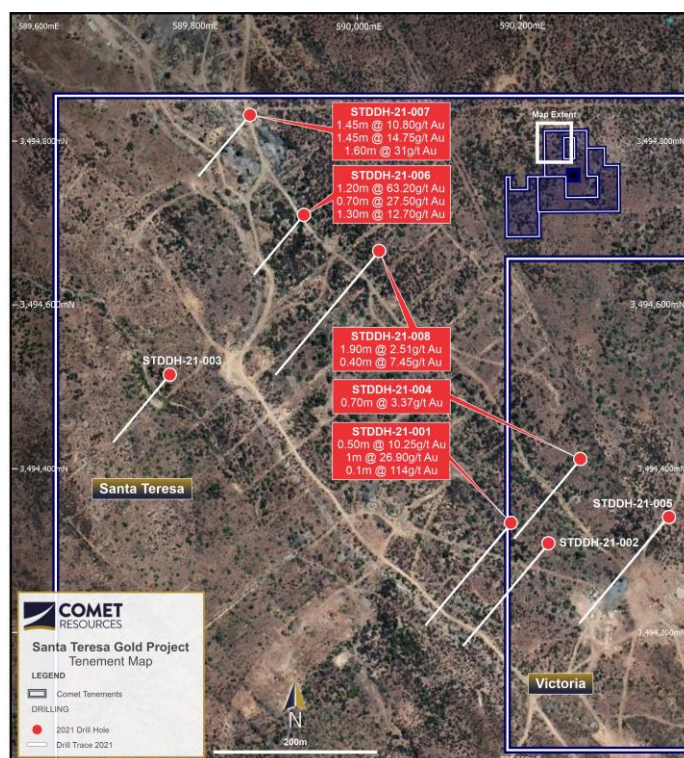 589,600mE
589,800mE
590,000mE
590,200mE
STDDH-21-007
1.45m @ 10.80g/t Au
1.45m @ 14.75g/t Au
1.60m @ 31g/t Au
Map Extent
3,494,800mN
3,494,800mN
STDDH-21-006
1.20m @ 63.20g/t Au
0.70m @ 27.50g/t Au
1.30m @ 12.70g/t Au
3,494,600mN
3,494,600mN
STDDH-21-008
1.90m @ 2.51g/t Au
0.40m @ 7.45g/t Au
STDDH-21-003
STDDH-21-004
0.70m @ 3.37g/t Au
STDDH-21-001
0.50m @ 10.25g/t Au
1m @ 26.90g/t Au
0.1m @ 114g/t Au
3,494,400mN
3,494,400mN
Santa Teresa
STDDH-21-005
STDDH-21-002
COMET
RESOURCES
Santa Teresa Gold Project
Tenement Map
LEGEND
Comet Tenements
DRILLING
2021 Drill Hole
Drill Trace 2021
3,494,200mN
Victoria
N
200m